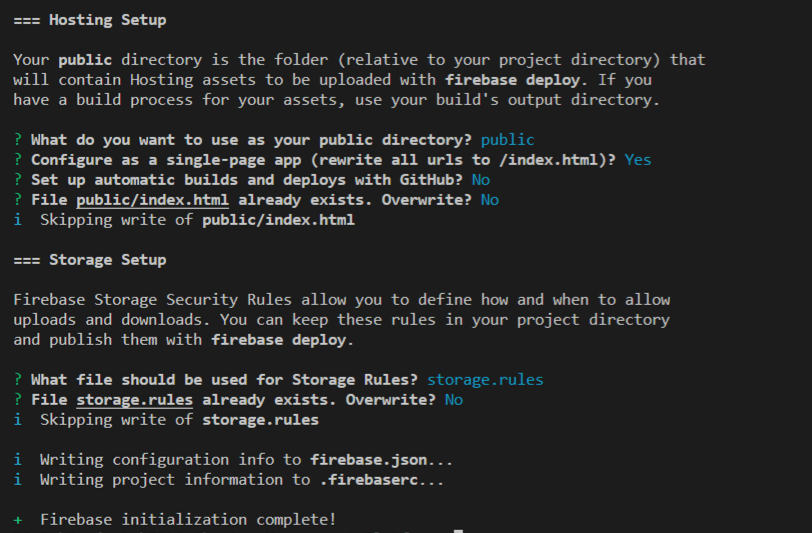 === Hosting Setup
Your public directory is the folder (relative to your project directory) that
will contain Hosting assets to be uploaded with firebase deploy. If you
have a build process for your assets, use your build's output directory.
? What do you want to use as your public directory? public
? Configure as a single-page app (rewrite all urls to /index.html)? Yes
? Set up automatic builds and deploys with GitHub? No
? File public/index.html already exists. Overwrite? No
i  Skipping write of public/index.html
=== Storage Setup
Firebase Storage Security Rules allow you to define how and when to allow
uploads and downloads. You can keep these rules in your project directory
and publish them with firebase deploy.
? What file should be used for Storage Rules? storage.rules
? File storage.rules already exists. Overwrite? No
i  Skipping write of storage.rules
i  Writing configuration info to firebase.json...
i  Writing project information to .firebaserc...
+  Firebase initialization complete!